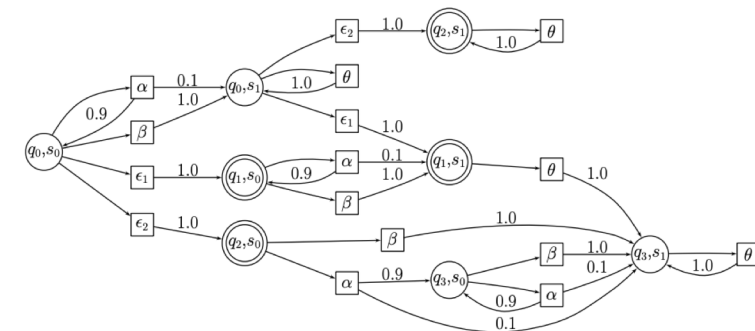 ϵ₂ 1.0 q₂,s₁ θ
1.0
α 0.1 q₀,s₁ θ
1.0
0.9 1.0
β
ϵ₁ 1.0
q₀,s₀
ϵ₁ 1.0 q₁,s₀ α 0.1 q₁,s₁ θ 1.0
0.9 1.0
β
ϵ₂ 1.0 q₂,s₀ β 1.0
β 1.0 q₃,s₁ θ
α 0.9 q₃,s₀ 0.1 1.0
0.9 α
0.1